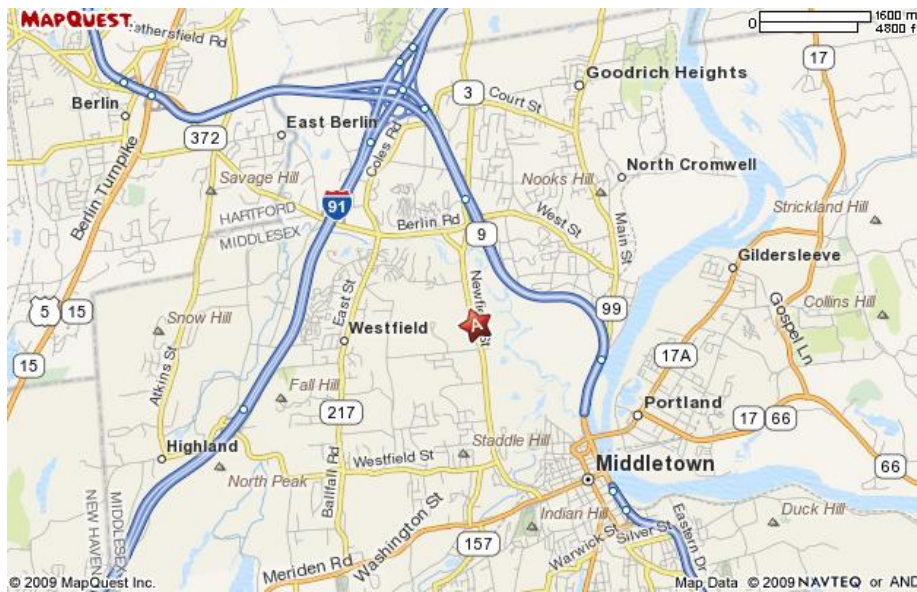 MAPQUEST.
ethersfield Rd
0
1600 m
4800 f
17
Berlin
3
Goodrich Heights
Court St
372
East Berlin
Coles Rd
Berlin Turnpike
Savage Hill
North Cromwell
Nooks Hill
91
HARTFORD
MIDDLESEX
Berlin Rd
West St
Main St
Strickland Hill
9
Gildersleeve
5
15
Snow Hill
East St
Westfield
Newfie
A
St
99
Collins Hill
Gospel Ln
17A
15
Atkins St
Fall Hill
217
Portland
17
66
Highland
Staddle Hill
Westfield St
Middletown
66
North Peak
Ballfall Rd
NEW HAVEN
MIDDLESEX
Washington St
Indian Hill
Duck Hill
157
Warwick St
Silver St
Eastern Dr
Meriden Rd
© 2009 MapQuest Inc.
Map Data © 2009 NAVTEQ or AND